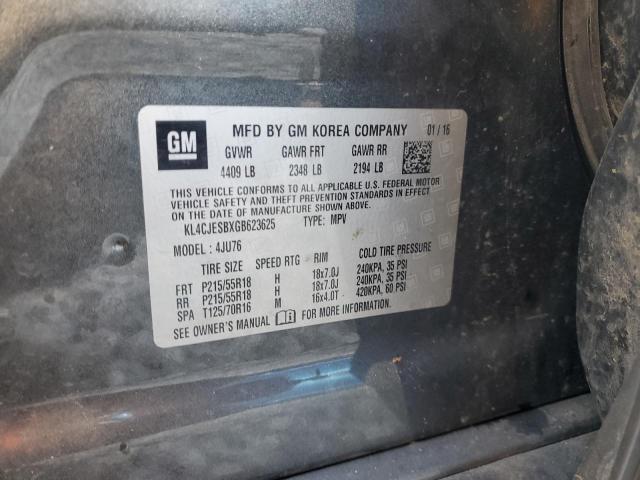 GM MFD BY GM KOREA COMPANY 01/16
GVWR GAWR FRT GAWR RR
4409 LB 2348 LB 2194 LB
THIS VEHICLE CONFORMS TO ALL APPLICABLE U.S. FEDERAL MOTOR
VEHICLE SAFETY AND THEFT PREVENTION STANDARDS IN EFFECT ON
THE DATE OF MANUFACTURE SHOWN ABOVE.
KL4CJESBXGB623625 TYPE: MPV
MODEL: 4JU76
TIRE SIZE SPEED RTG RIM COLD TIRE PRESSURE
FRT P215/55R18 H 18x7.0J 240KPA, 35 PSI
RR P215/55R18 H 18x7.0J 240KPA, 35 PSI
SPA T125/70R16 M 16x4.0T 420KPA, 60 PSI
SEE OWNER'S MANUAL FOR MORE INFORMATION